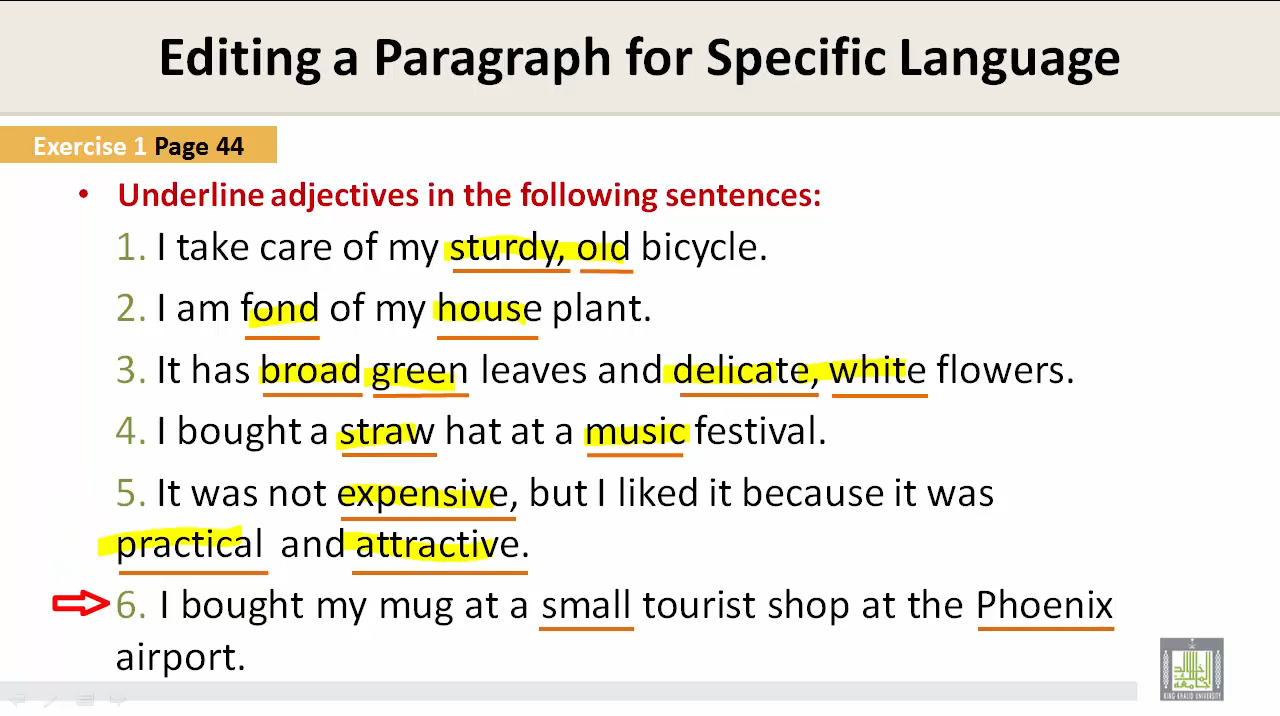 Editing a Paragraph for Specific Language
Exercise 1 Page 44
• Underline adjectives in the following sentences:
1. I take care of my sturdy, old bicycle.
2. I am fond of my house plant.
3. It has broad green leaves and delicate, white flowers.
4. I bought a straw hat at a music festival.
5. It was not expensive, but I liked it because it was
practical and attractive.
6. I bought my mug at a small tourist shop at the Phoenix
airport.
KING KHALID UNIVERSITY